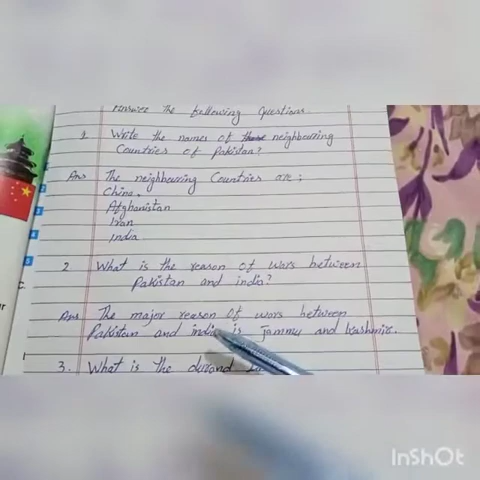 Answer The following Questions.
1 Write the names of neighbouring
Countries of Pakistan?
Ans The neighbouring Countries are:
China.
Afghanistan
Iran
India
2 What is the reason of wars between
Pakistan and india?
Ans The major reason Of wars between
Pakistan and india is jammu and kashmir.
3. What is the durand
InShOt